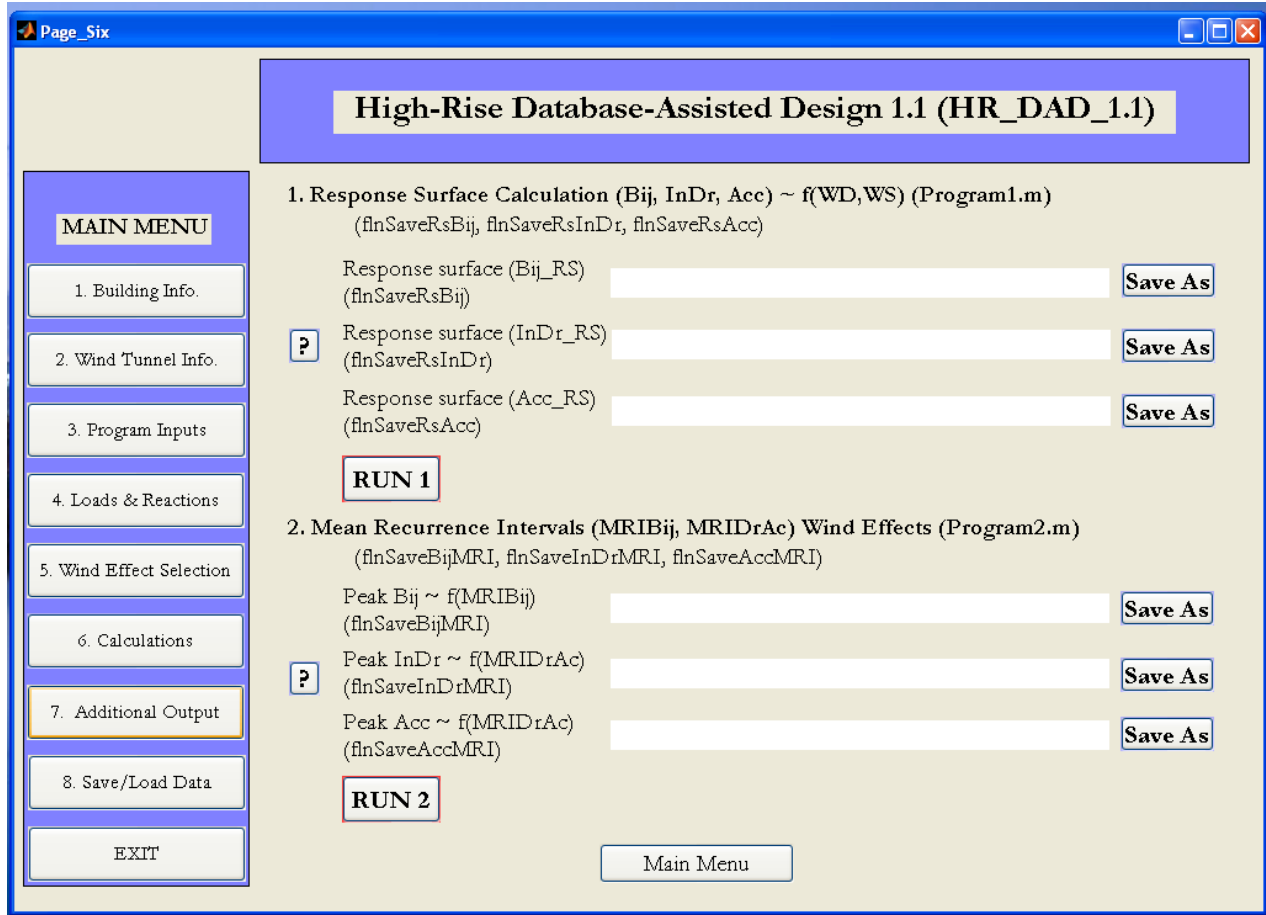 Page_Six
High-Rise Database-Assisted Design 1.1 (HR_DAD_1.1)
MAIN MENU
1. Building Info.
2. Wind Tunnel Info.
3. Program Inputs
4. Loads & Reactions
5. Wind Effect Selection
6. Calculations
7. Additional Output
8. Save/Load Data
EXIT
1. Response Surface Calculation (Bij, InDr, Acc) ~ f(WD,WS) (Program1.m)
(flnSaveRsBij, flnSaveRsInDr, flnSaveRsAcc)
Response surface (Bij_RS)
(flnSaveRsBij)
Save As
?
Response surface (InDr_RS)
(flnSaveRsInDr)
Save As
Response surface (Acc_RS)
(flnSaveRsAcc)
Save As
RUN 1
2. Mean Recurrence Intervals (MRIBij, MRIDrAc) Wind Effects (Program2.m)
(flnSaveBijMRI, flnSaveInDrMRI, flnSaveAccMRI)
Peak Bij ~ f(MRIBij)
(flnSaveBijMRI)
Save As
?
Peak InDr ~ f(MRIDrAc)
(flnSaveInDrMRI)
Save As
Peak Acc ~ f(MRIDrAc)
(flnSaveAccMRI)
Save As
RUN 2
Main Menu